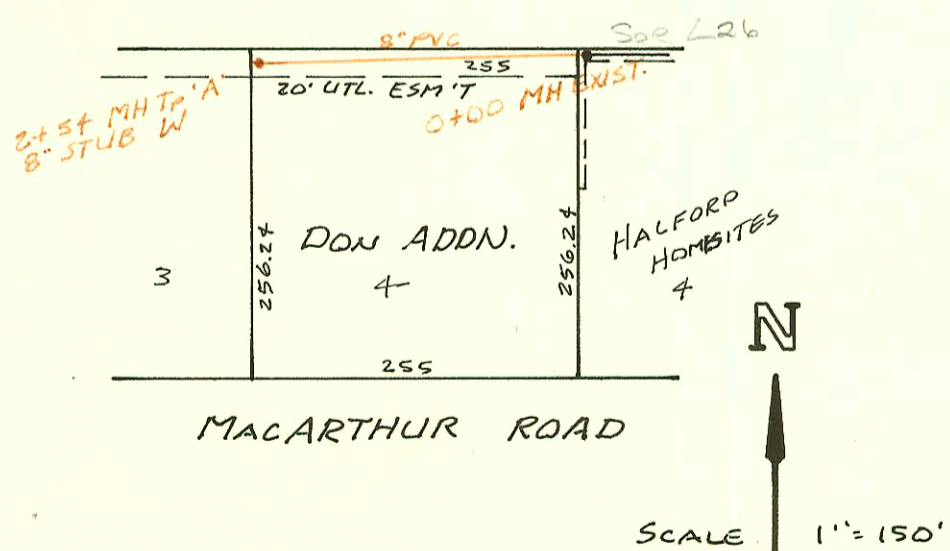 8" PVC
See L26
255
20' UTL. ESM'T
0+00 MH EXIST.
2+54 MH TP 'A'
8" STUB W
256.24
DON ADDN.
4
256.24
3
HALFORD
HOMESITES
4
255
N
MACARTHUR ROAD
SCALE 1"=150'